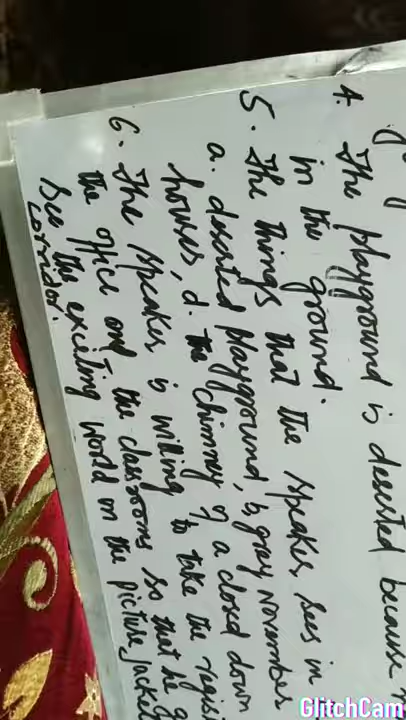 4. The playground is deserted because
in the ground.
5. The things that the speaker sees in
a. deserted playground, b. gray november
houses, d. the chimney of a closed down
6. The speaker is willing to take the
the office and the classrooms so that he
see the exciting world on the picture jacket
corridor.
GlitchCam